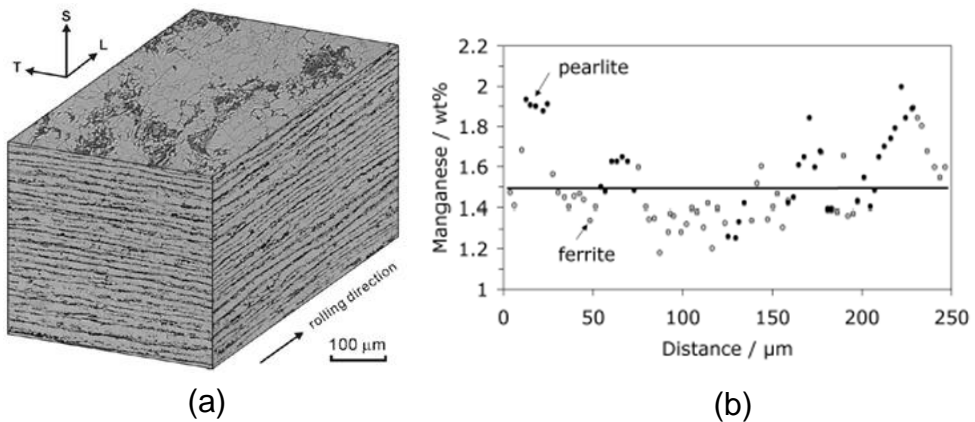 S
T
L
rolling direction
100 μm
(a)
Manganese / wt%
2.2
2
1.8
1.6
1.4
1.2
1
pearlite
ferrite
0
50
100
150
200
250
Distance / μm
(b)